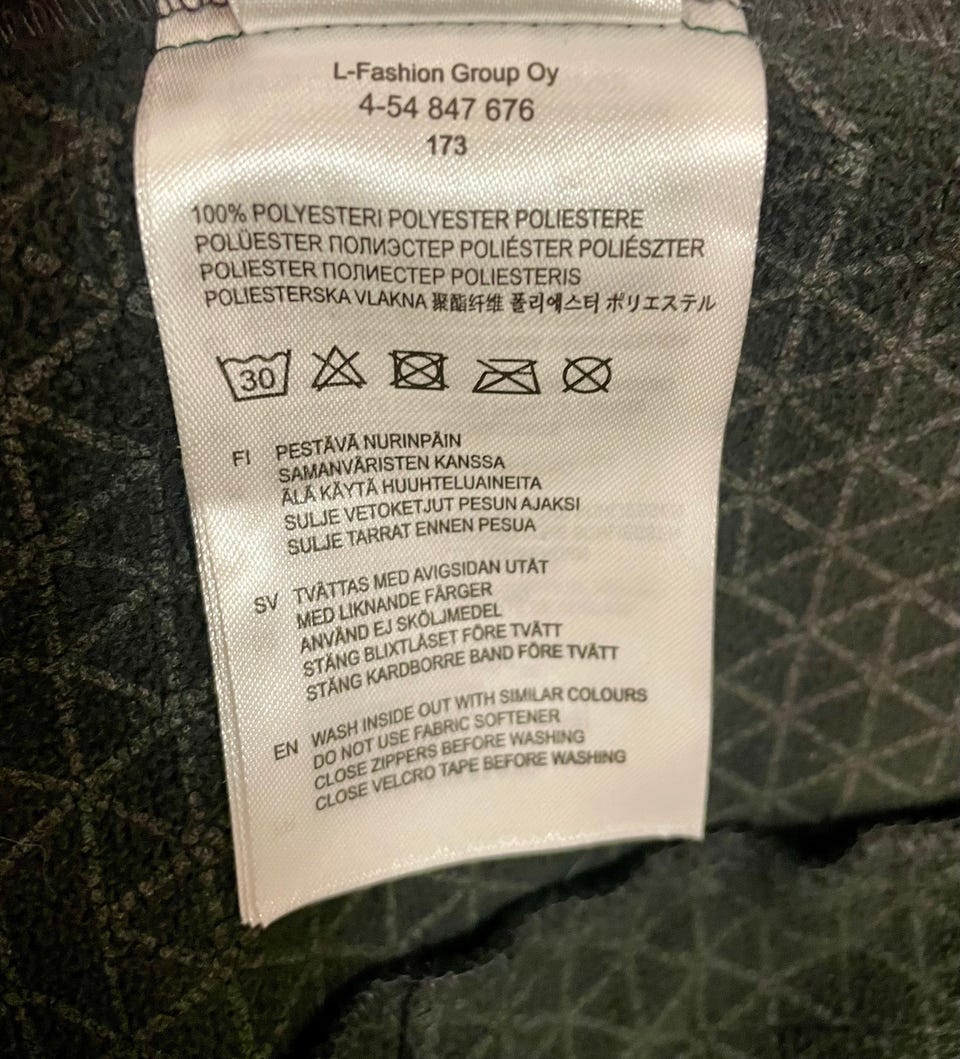 L-Fashion Group Oy
4-54 847 676
173
100% POLYESTERI POLYESTER POLIESTERE
POLÜESTER ПОЛИЭСТЕР POLIÉSTER POLIÉSZTER
POLIESTER ПОЛИЕСТЕР POLIESTERIS
POLIESTERSKA VLAKNA 聚酯纤维 폴리에스터 ポリエステル
30
FI PESTÄVÄ NURINPÄIN
SAMANVÄRISTEN KANSSA
ÄLÄ KÄYTÄ HUUHTELUAINEITA
SULJE VETOKETJUT PESUN AJAKSI
SULJE TARRAT ENNEN PESUA
SV TVÄTTAS MED AVIGSIDAN UTÅT
MED LIKNANDE FÄRGER
ANVÄND EJ SKÖLJMEDEL
STÄNG BLIXTLÅSET FÖRE TVÄTT
STÄNG KARDBORRE BAND FÖRE TVÄTT
EN WASH INSIDE OUT WITH SIMILAR COLOURS
DO NOT USE FABRIC SOFTENER
CLOSE ZIPPERS BEFORE WASHING
CLOSE VELCRO TAPE BEFORE WASHING